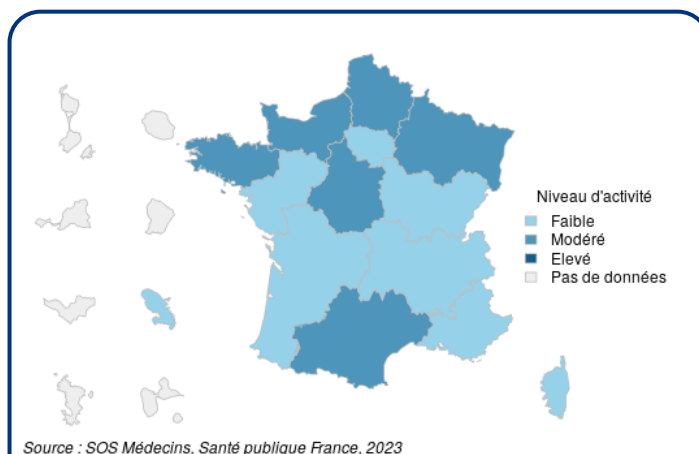 Niveau d'activité
Faible
Modéré
Elevé
Pas de données
Source : SOS Médecins, Santé publique France, 2023